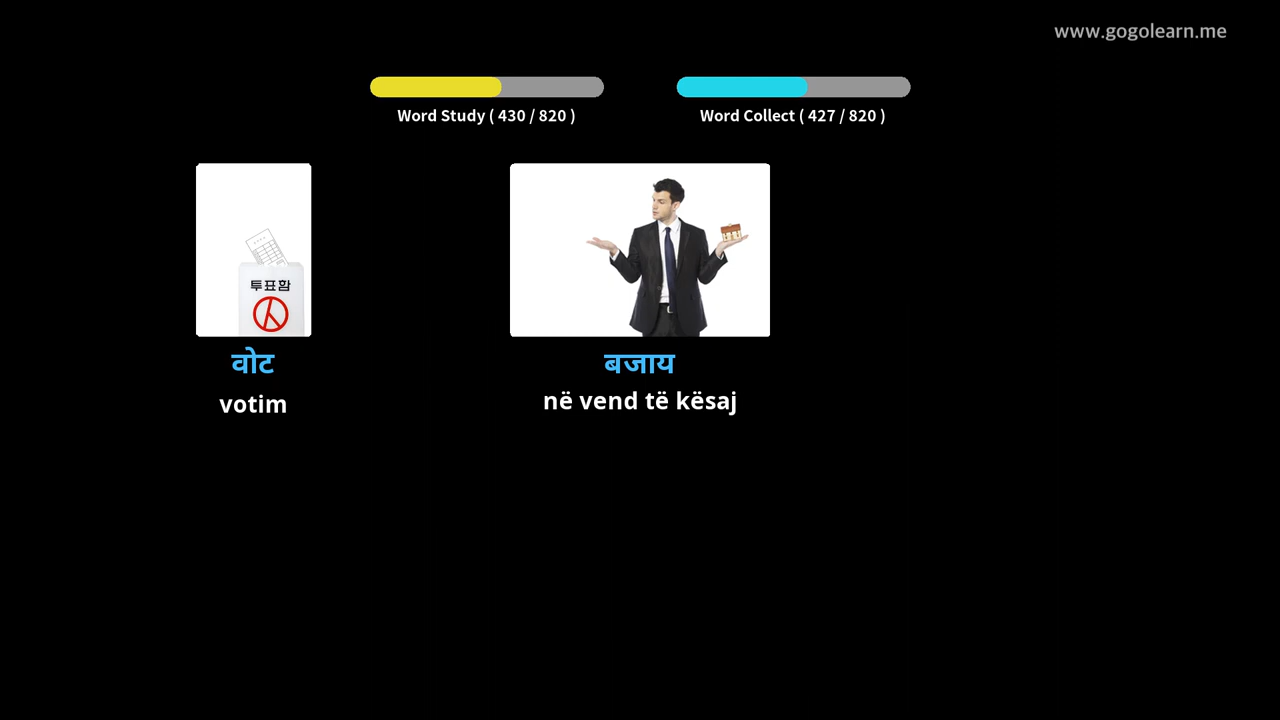 www.gogolearn.me
Word Study ( 430 / 820 )
Word Collect ( 427 / 820 )
투표함
वोट
votim
बजाय
në vend të kësaj